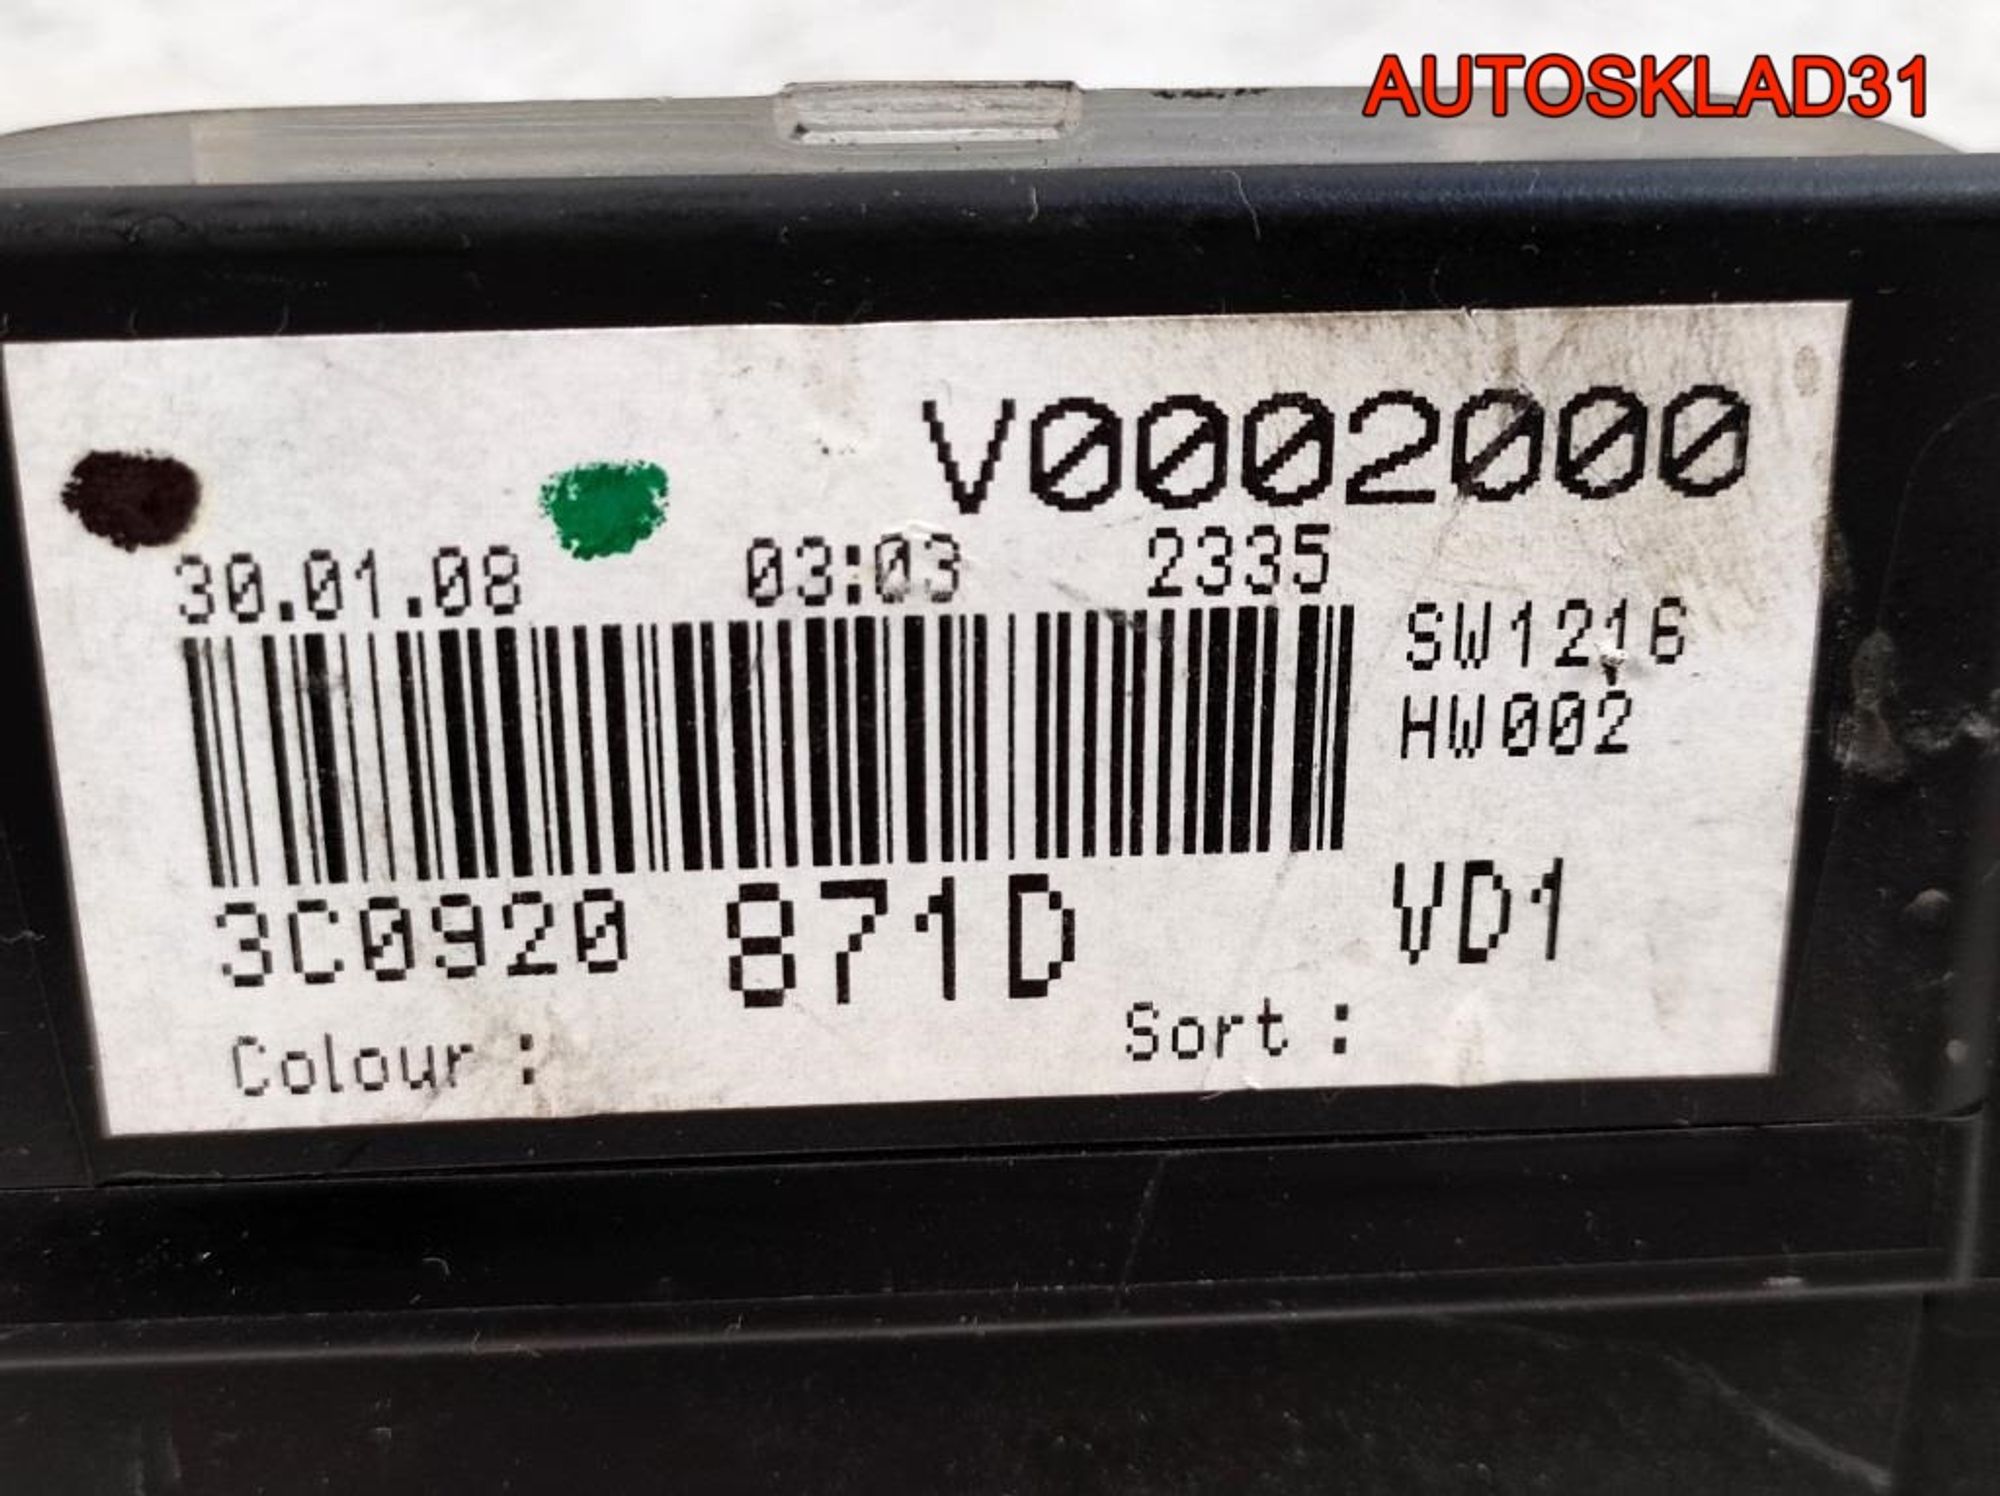 AUTOSKLAD31
V0002000
30.01.08 03:03 2335
SW1216
HW002
3C0920 871D VD1
Colour : Sort :